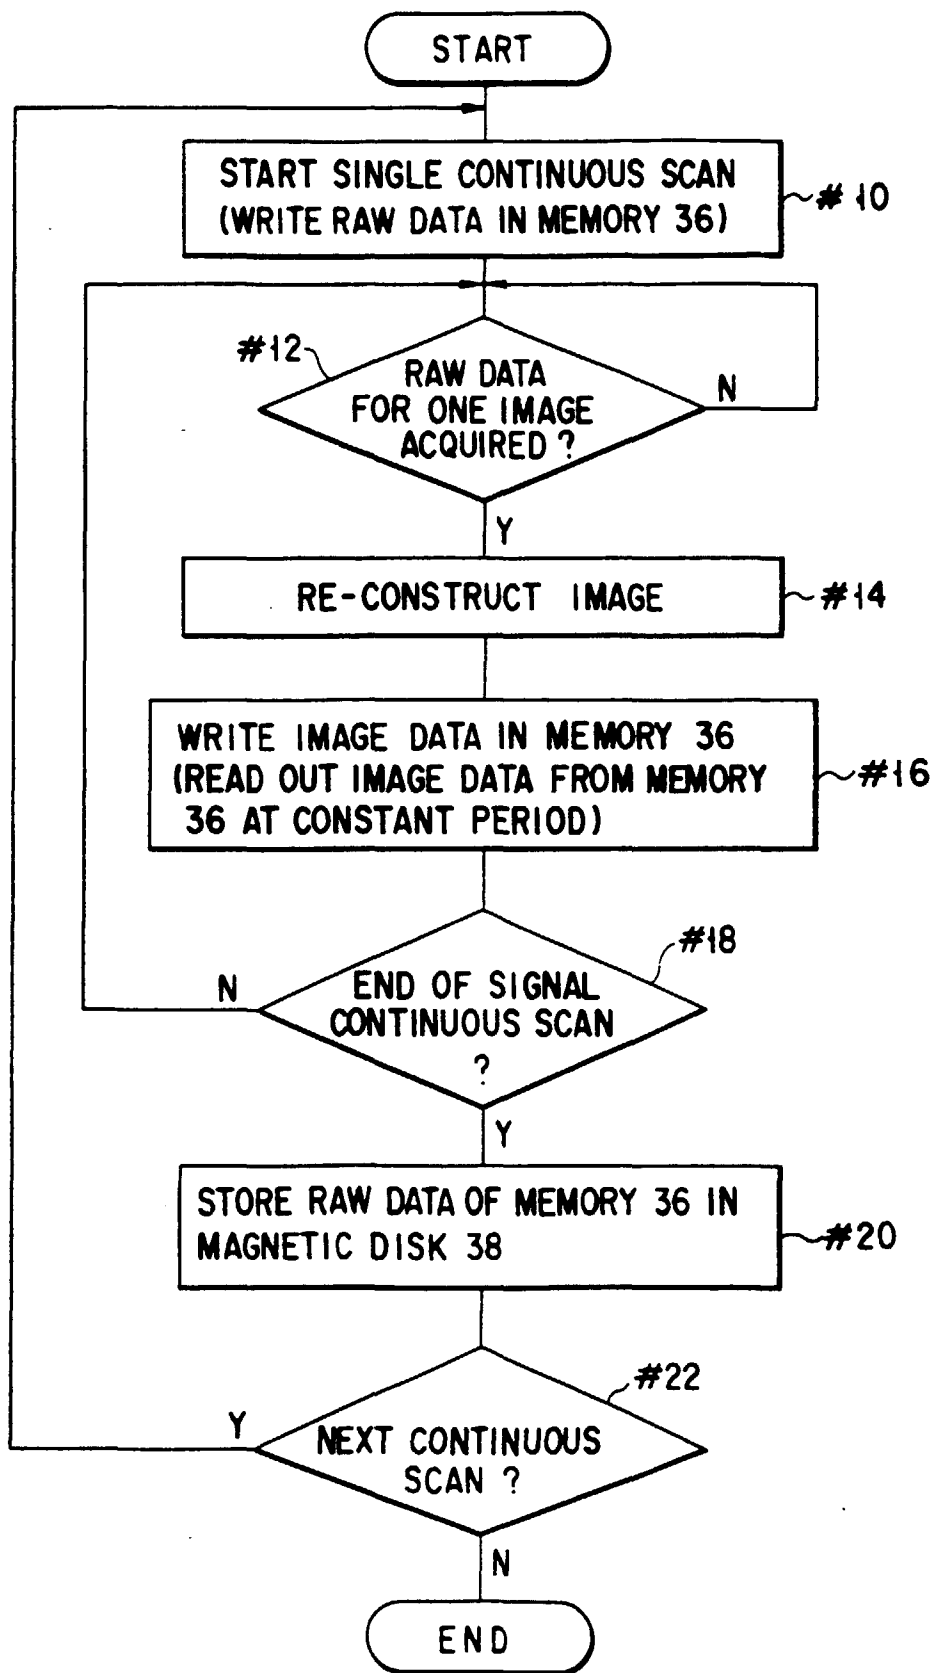 START
START SINGLE CONTINUOUS SCAN
(WRITE RAW DATA IN MEMORY 36)
#10
#12
RAW DATA
FOR ONE IMAGE
ACQUIRED ?
N
Y
RE-CONSTRUCT IMAGE
#14
WRITE IMAGE DATA IN MEMORY 36
(READ OUT IMAGE DATA FROM MEMORY
36 AT CONSTANT PERIOD)
#16
#18
N
END OF SIGNAL
CONTINUOUS SCAN
?
Y
STORE RAW DATA OF MEMORY 36 IN
MAGNETIC DISK 38
#20
#22
Y
NEXT CONTINUOUS
SCAN ?
N
END